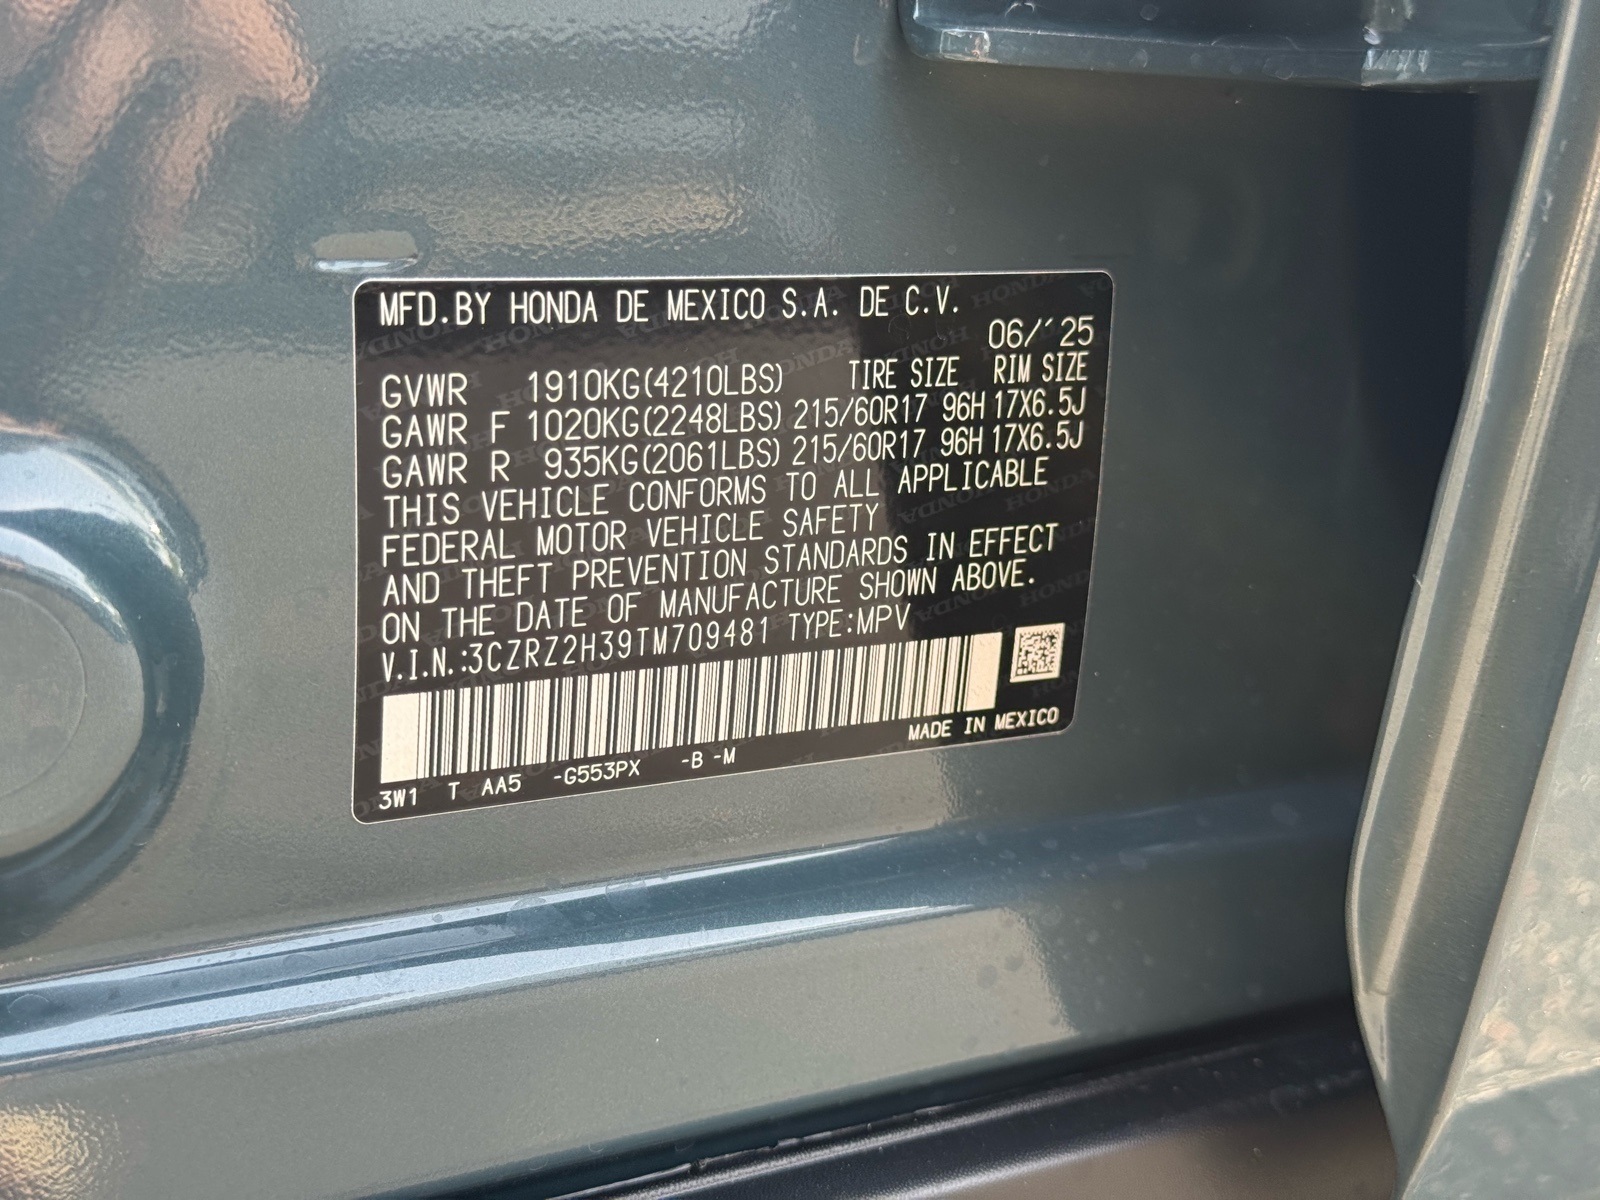 MFD.BY HONDA DE MEXICO S.A. DE C.V.
06/´25
GVWR 1910KG(4210LBS) TIRE SIZE RIM SIZE
GAWR F 1020KG(2248LBS) 215/60R17 96H 17X6.5J
GAWR R 935KG(2061LBS) 215/60R17 96H 17X6.5J
THIS VEHICLE CONFORMS TO ALL APPLICABLE
FEDERAL MOTOR VEHICLE SAFETY
AND THEFT PREVENTION STANDARDS IN EFFECT
ON THE DATE OF MANUFACTURE SHOWN ABOVE.
V.I.N.:3CZRZ2H39TM709481 TYPE:MPV
MADE IN MEXICO
3W1 T AA5 -G553PX -B -M